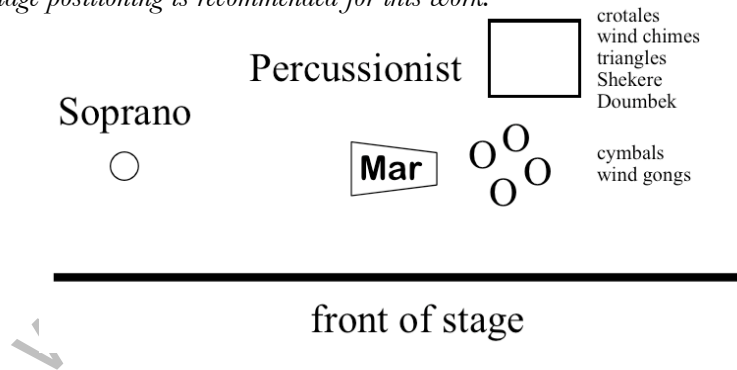 stage positioning is recommended for this work.
crotales
wind chimes
triangles
Shekere
Doumbek
Percussionist
Soprano
Mar
O
O
O
O
cymbals
wind gongs
front of stage